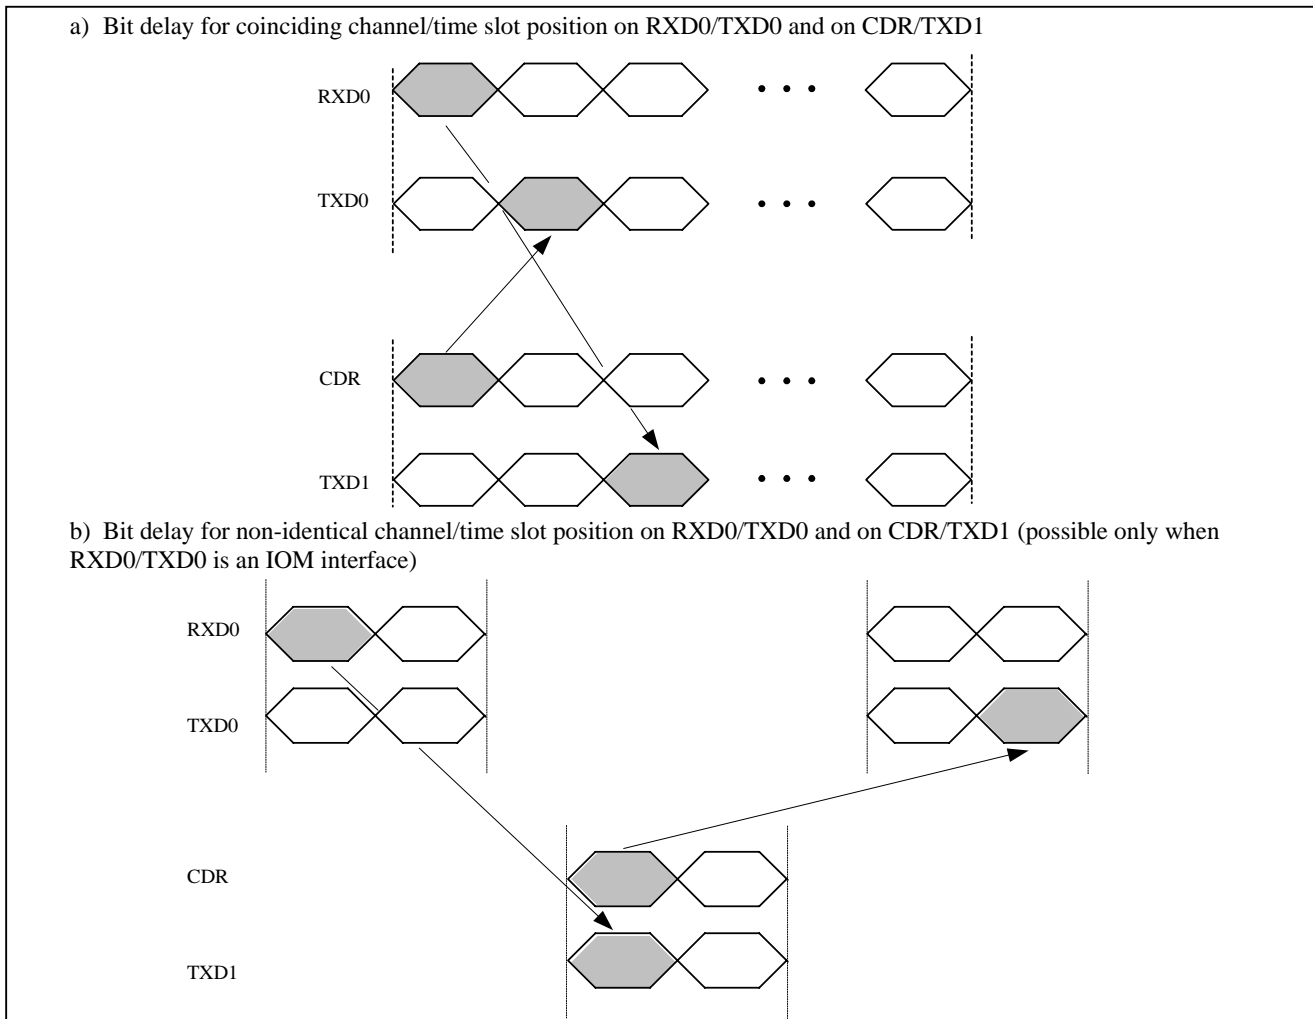 a) Bit delay for coinciding channel/time slot position on RXD0/TXD0 and on CDR/TXD1
RXD0
TXD0
CDR
TXD1
b) Bit delay for non-identical channel/time slot position on RXD0/TXD0 and on CDR/TXD1 (possible only when
RXD0/TXD0 is an IOM interface)
RXD0
TXD0
CDR
TXD1